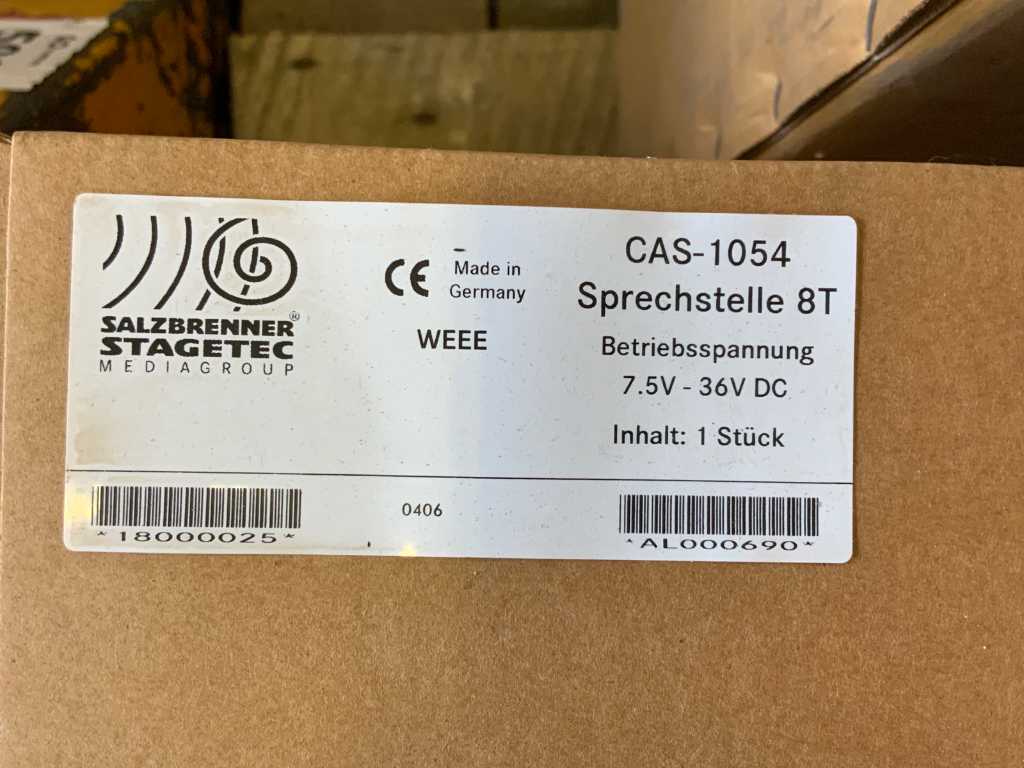 SALZBRENNER®
STAGETEC
MEDIAGROUP
CE
Made in
Germany
WEEE
CAS-1054
Sprechstelle 8T
Betriebsspannung
7.5V - 36V DC
Inhalt: 1 Stück
*18000025*
0406
*AL000690*